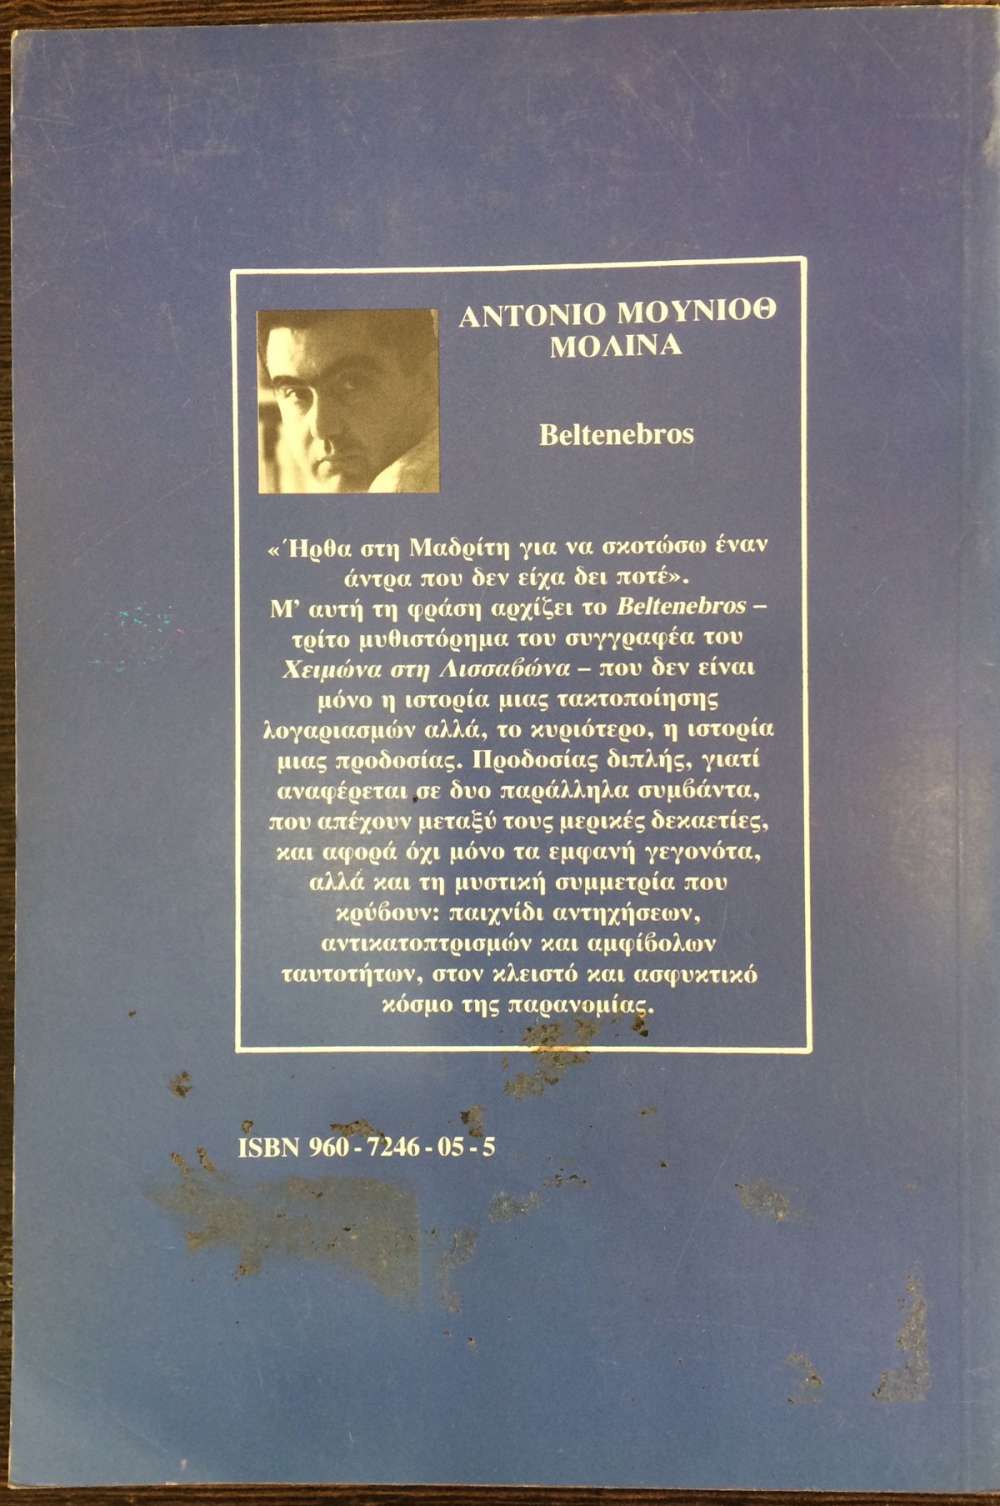 ΑΝΤΟΝΙΟ ΜΟΥΝΙΟΘ
ΜΟΛΙΝΑ
Beltenebros
«Ήρθα στη Μαδρίτη για να σκοτώσω έναν
άντρα που δεν είχα δει ποτέ».
Μ' αυτή τη φράση αρχίζει το Beltenebros –
τρίτο μυθιστόρημα του συγγραφέα του
Χειμώνα στη Λισσαβώνα – που δεν είναι
μόνο η ιστορία μιας τακτοποίησης
λογαριασμών αλλά, το κυριότερο, η ιστορία
μιας προδοσίας. Προδοσίας διπλής, γιατί
αναφέρεται σε δυο παράλληλα συμβάντα,
που απέχουν μεταξύ τους μερικές δεκαετίες,
και αφορά όχι μόνο τα εμφανή γεγονότα,
αλλά και τη μυστική συμμετρία που
κρύβουν: παιχνίδι αντηχήσεων,
αντικατοπτρισμών και αμφίβολων
ταυτοτήτων, στον κλειστό και ασφυκτικό
κόσμο της παρανομίας.
ISBN 960 - 7246 - 05 - 5